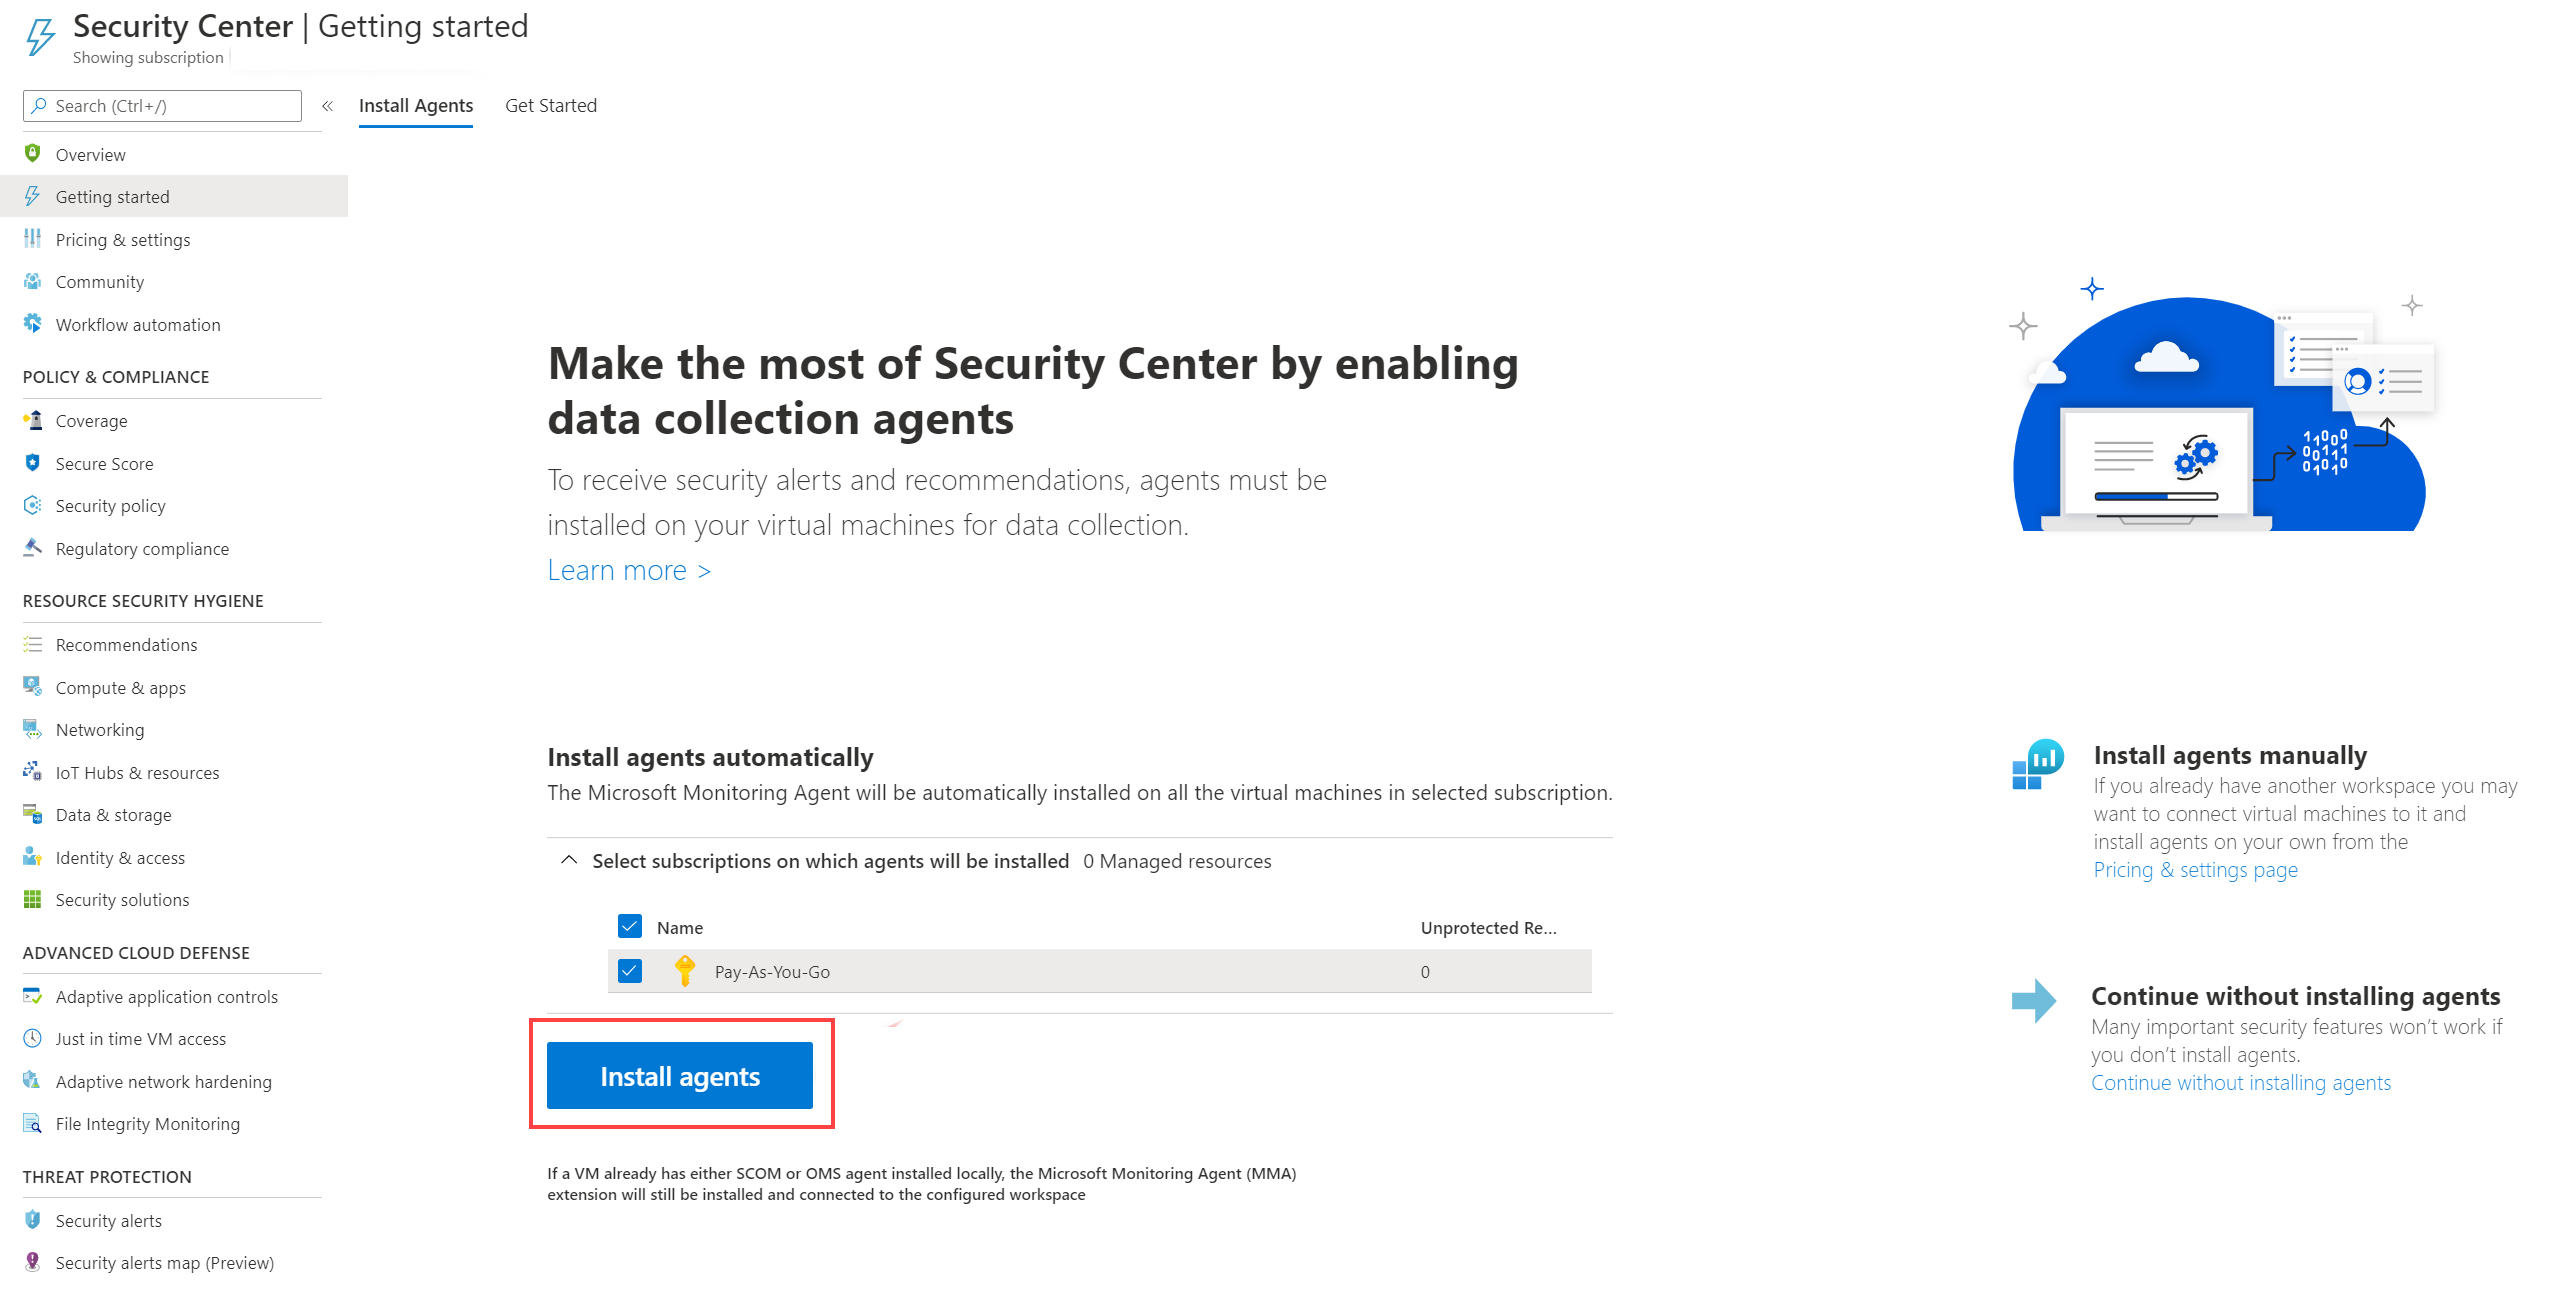 Security Center | Getting started
Showing subscription
Search (Ctrl+/)
«
Install Agents
Get Started
Overview
Getting started
Pricing & settings
Community
Workflow automation
POLICY & COMPLIANCE
Coverage
Secure Score
Security policy
Regulatory compliance
RESOURCE SECURITY HYGIENE
Recommendations
Compute & apps
Networking
IoT Hubs & resources
Data & storage
Identity & access
Security solutions
ADVANCED CLOUD DEFENSE
Adaptive application controls
Just in time VM access
Adaptive network hardening
File Integrity Monitoring
THREAT PROTECTION
Security alerts
Security alerts map (Preview)
Make the most of Security Center by enabling
data collection agents
To receive security alerts and recommendations, agents must be
installed on your virtual machines for data collection.
Learn more >
11000
00111
01010
Install agents automatically
The Microsoft Monitoring Agent will be automatically installed on all the virtual machines in selected subscription.
Select subscriptions on which agents will be installed 0 Managed resources
Name Unprotected Re...
Pay-As-You-Go 0
Install agents
If a VM already has either SCOM or OMS agent installed locally, the Microsoft Monitoring Agent (MMA)
extension will still be installed and connected to the configured workspace
Install agents manually
If you already have another workspace you may
want to connect virtual machines to it and
install agents on your own from the
Pricing & settings page
Continue without installing agents
Many important security features won't work if
you don't install agents.
Continue without installing agents